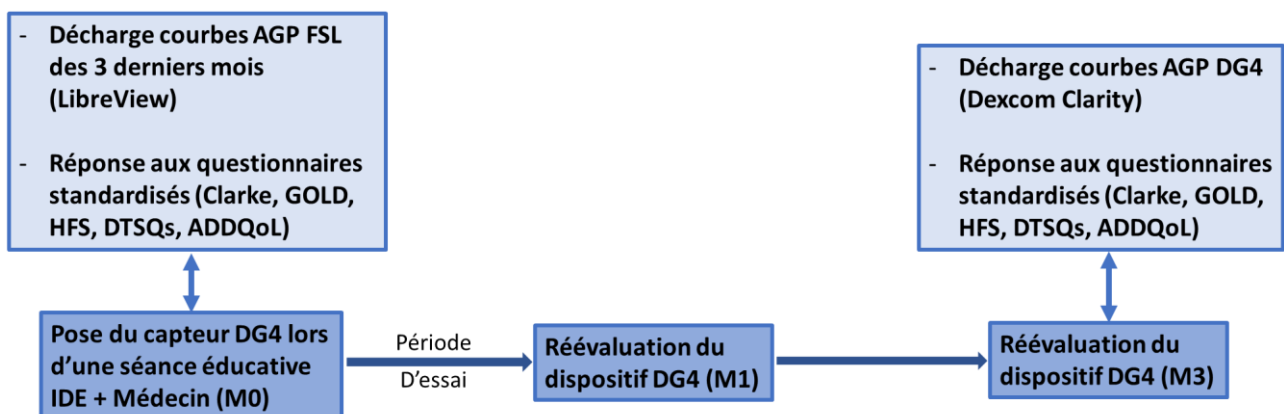 - Décharge courbes AGP FSL
des 3 derniers mois
(LibreView)
- Réponse aux questionnaires
standardisés (Clarke, GOLD,
HFS, DTSQs, ADDQoL)
- Décharge courbes AGP DG4
(Dexcom Clarity)
- Réponse aux questionnaires
standardisés (Clarke, GOLD,
HFS, DTSQs, ADDQoL)
Pose du capteur DG4 lors
d’une séance éducative
IDE + Médecin (M0)
Période
D’essai
Réévaluation du
dispositif DG4 (M1)
Réévaluation du
dispositif DG4 (M3)